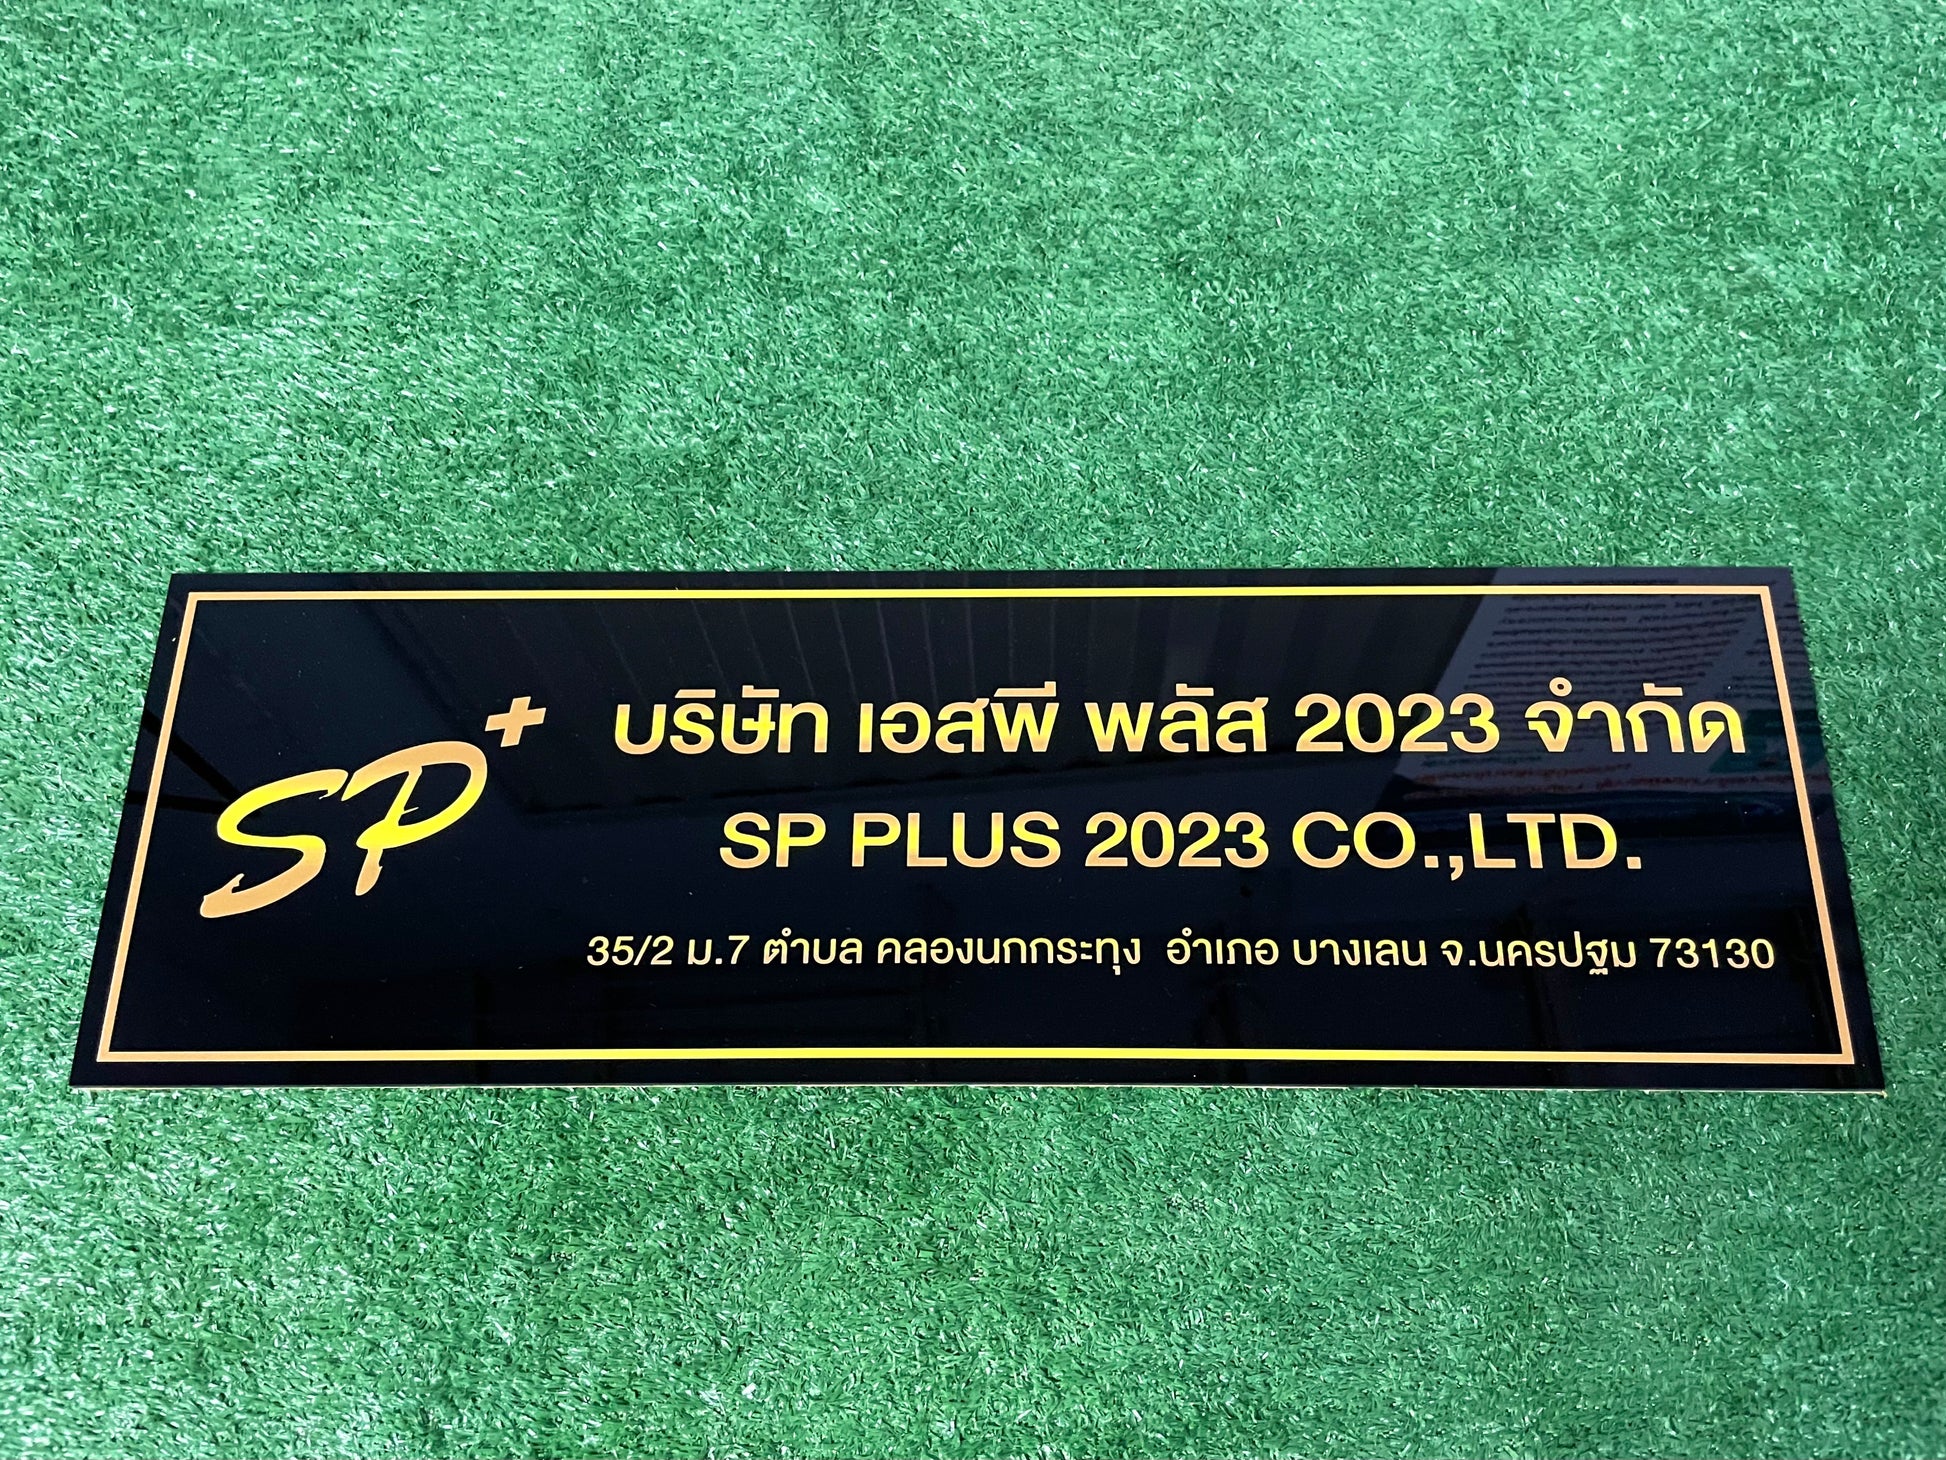 SP+
บริษัท เอสพี พลัส 2023 จำกัด
SP PLUS 2023 CO.,LTD.
35/2 ม.7 ตำบล คลองนกกระทุง อำเภอ บางเลน จ.นครปฐม 73130